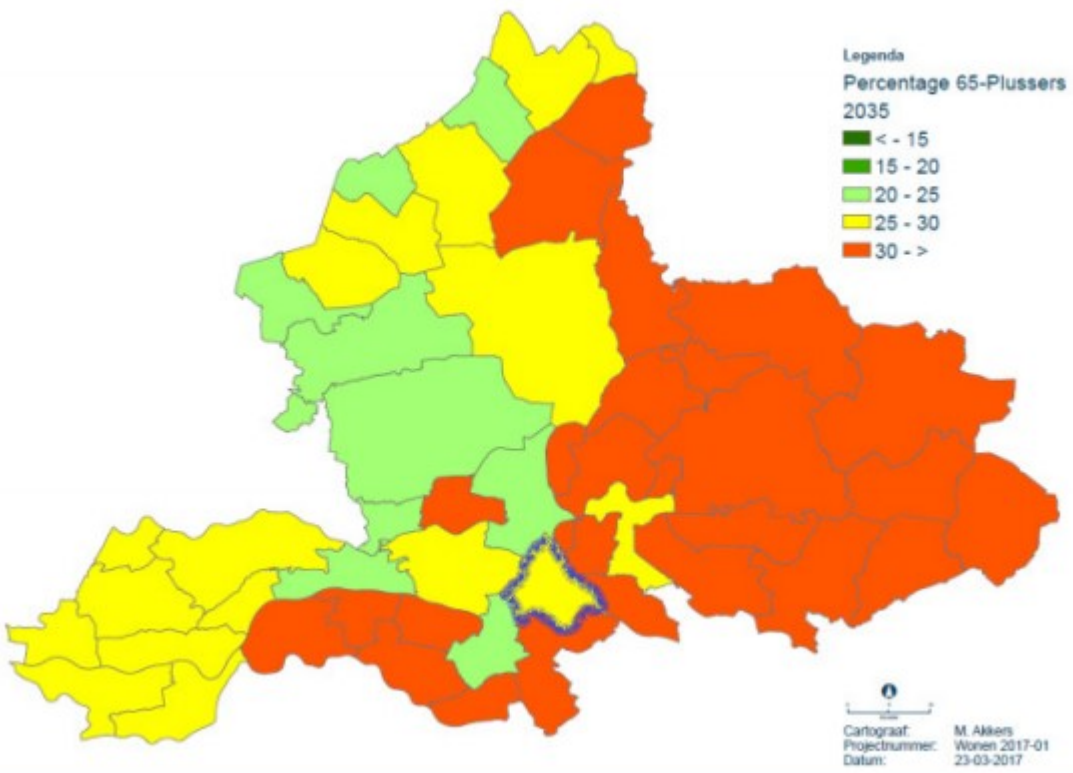 Legenda
Percentage 65-Plussers
2035
< - 15
15 - 20
20 - 25
25 - 30
30 - >
Cartograaf: M. Akkers
Projectnummer: Wonen 2017-01
Datum: 23-03-2017